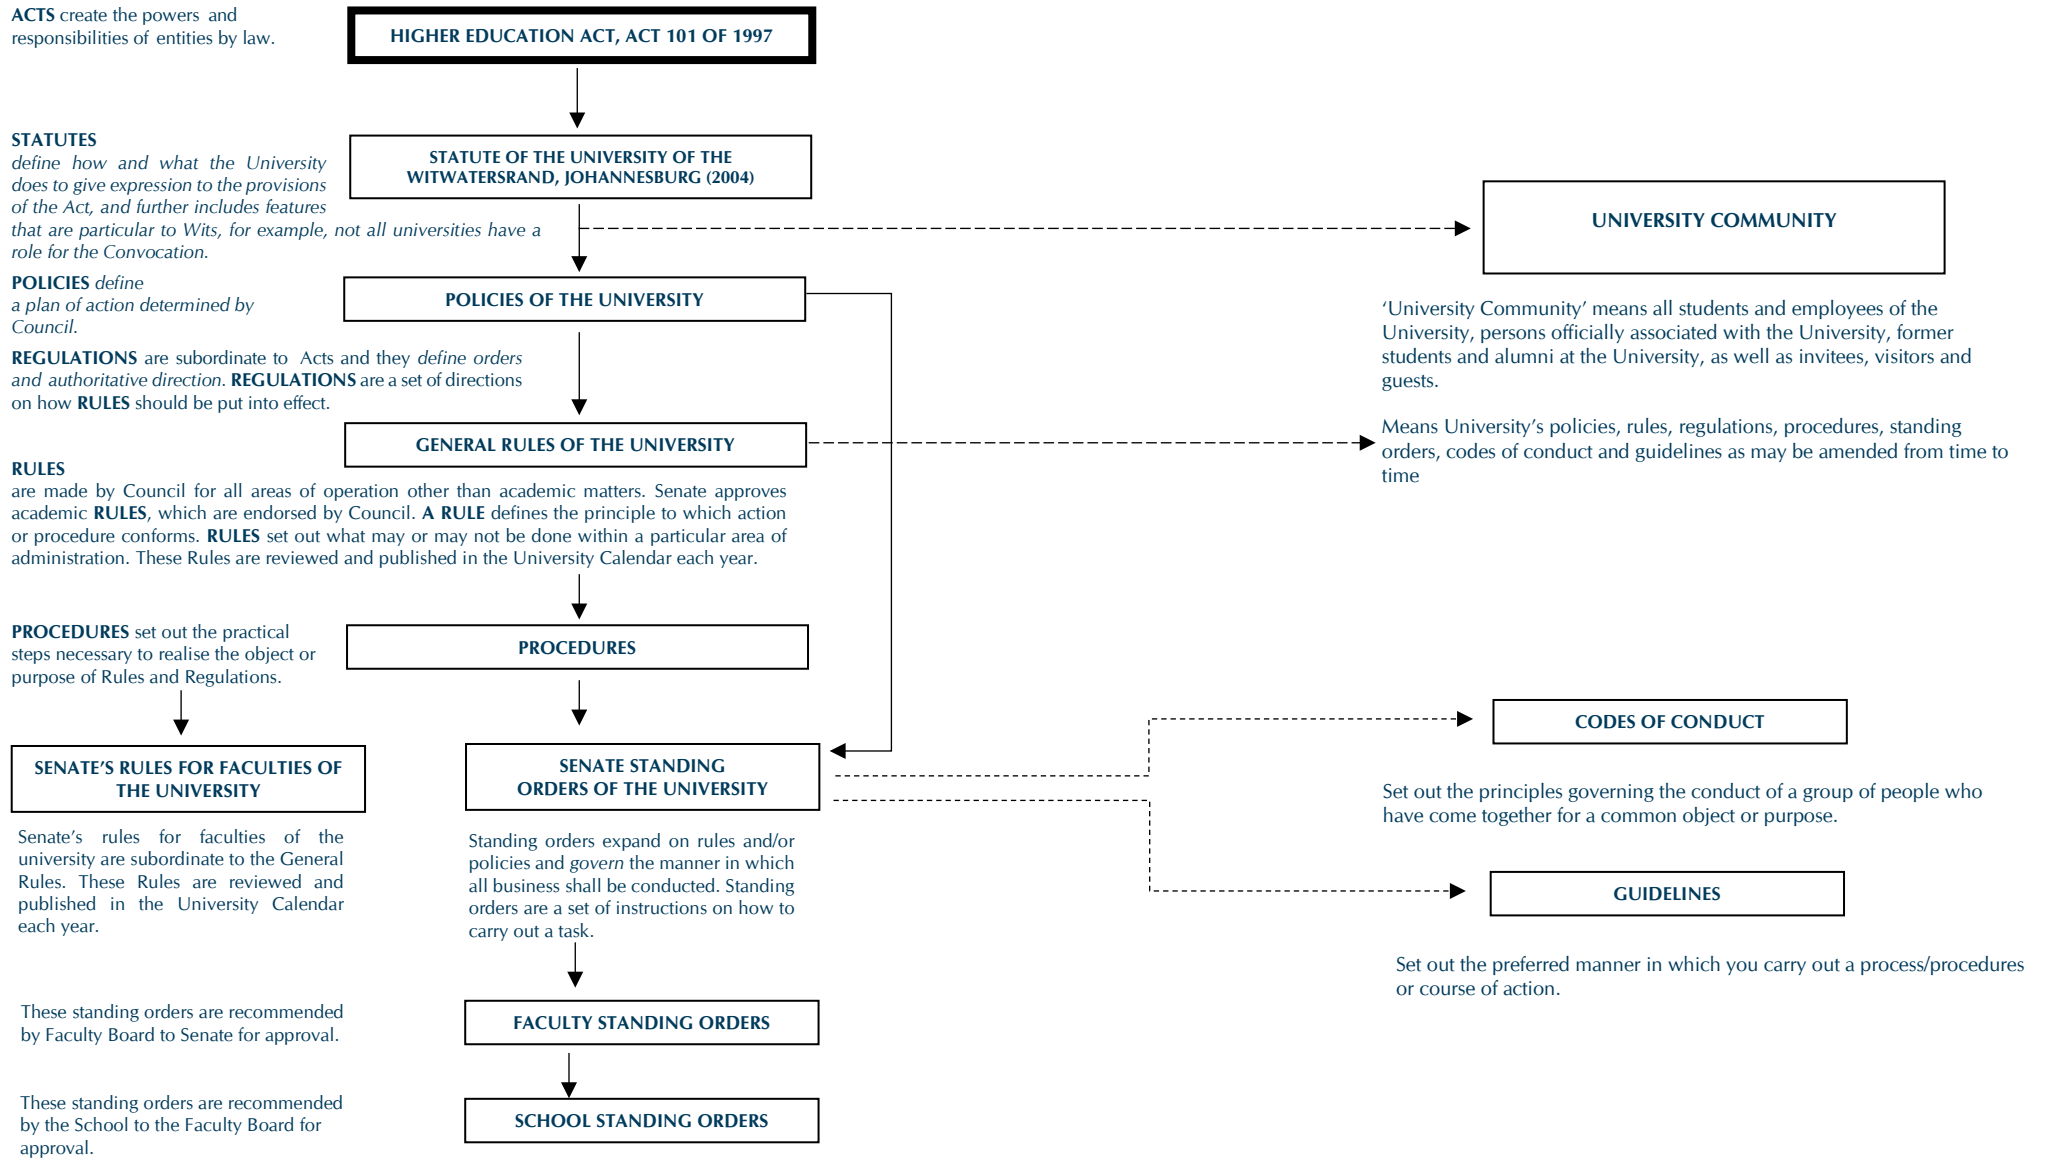 ACTS create the powers and
responsibilities of entities by law.
HIGHER EDUCATION ACT, ACT 101 OF 1997
STATUTES
define how and what the University
does to give expression to the provisions
of the Act, and further includes features
that are particular to Wits, for example, not all universities have a
role for the Convocation.
STATUTE OF THE UNIVERSITY OF THE
WITWATERSRAND, JOHANNESBURG (2004)
UNIVERSITY COMMUNITY
POLICIES define
a plan of action determined by
Council.
POLICIES OF THE UNIVERSITY
‘University Community’ means all students and employees of the
University, persons officially associated with the University, former
students and alumni at the University, as well as invitees, visitors and
guests.
REGULATIONS are subordinate to Acts and they define orders
and authoritative direction. REGULATIONS are a set of directions
on how RULES should be put into effect.
GENERAL RULES OF THE UNIVERSITY
Means University’s policies, rules, regulations, procedures, standing
orders, codes of conduct and guidelines as may be amended from time to
time
RULES
are made by Council for all areas of operation other than academic matters. Senate approves
academic RULES, which are endorsed by Council. A RULE defines the principle to which action
or procedure conforms. RULES set out what may or may not be done within a particular area of
administration. These Rules are reviewed and published in the University Calendar each year.
PROCEDURES set out the practical
steps necessary to realise the object or
purpose of Rules and Regulations.
PROCEDURES
CODES OF CONDUCT
SENATE’S RULES FOR FACULTIES OF
THE UNIVERSITY
SENATE STANDING
ORDERS OF THE UNIVERSITY
Set out the principles governing the conduct of a group of people who
have come together for a common object or purpose.
Senate’s rules for faculties of the
university are subordinate to the General
Rules. These Rules are reviewed and
published in the University Calendar
each year.
Standing orders expand on rules and/or
policies and govern the manner in which
all business shall be conducted. Standing
orders are a set of instructions on how to
carry out a task.
GUIDELINES
Set out the preferred manner in which you carry out a process/procedures
or course of action.
These standing orders are recommended
by Faculty Board to Senate for approval.
FACULTY STANDING ORDERS
These standing orders are recommended
by the School to the Faculty Board for
approval.
SCHOOL STANDING ORDERS